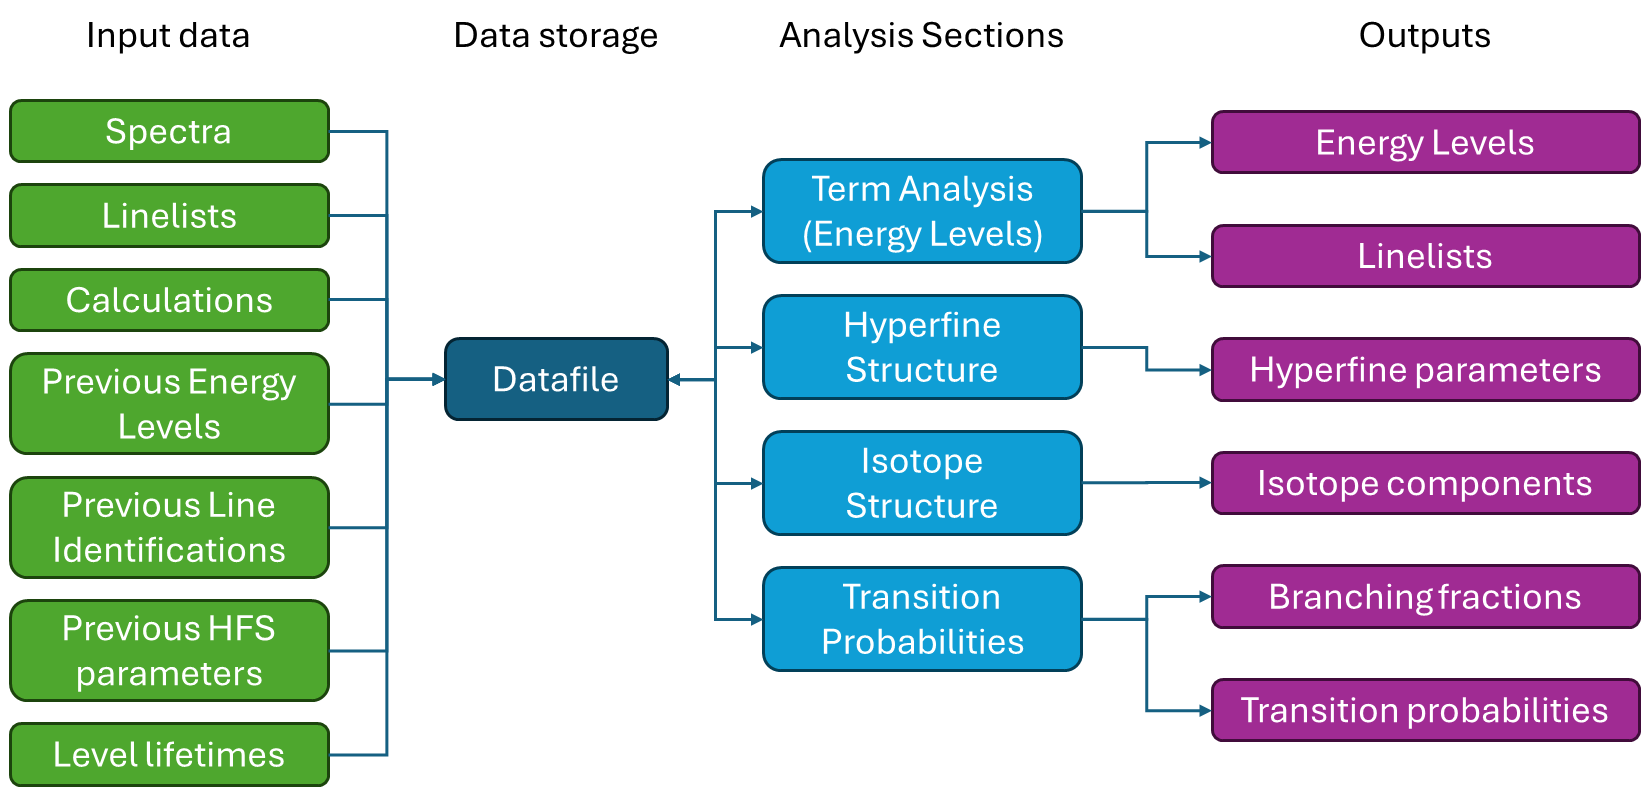 Input data
Data storage
Analysis Sections
Outputs
Spectra
Linelists
Calculations
Previous Energy
Levels
Previous Line
Identifications
Previous HFS
parameters
Level lifetimes
Datafile
Term Analysis
(Energy Levels)
Hyperfine
Structure
Isotope
Structure
Transition
Probabilities
Energy Levels
Linelists
Hyperfine parameters
Isotope components
Branching fractions
Transition probabilities